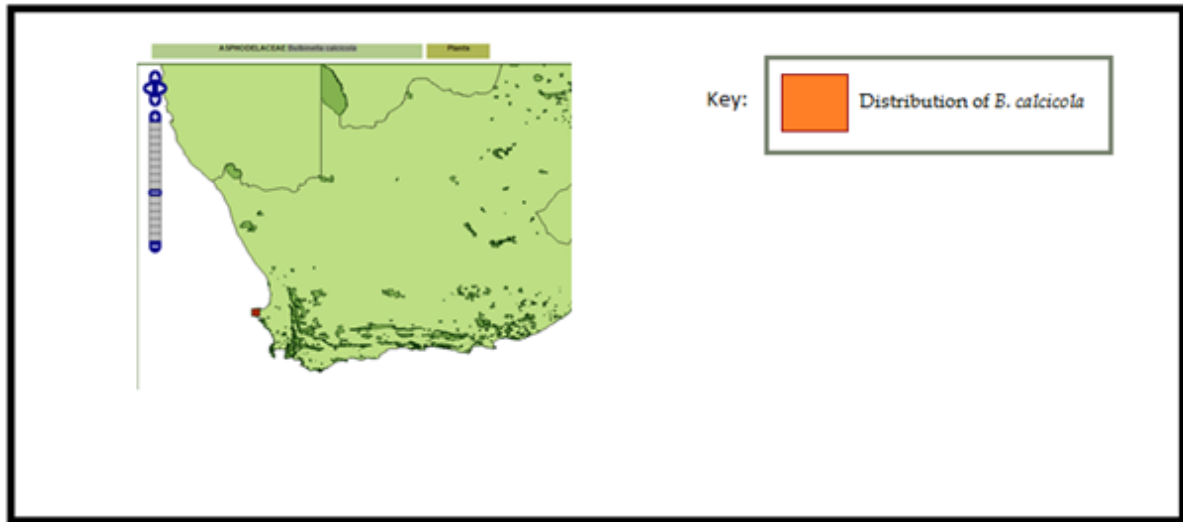 ASPHODELACEAE Bulbinella calcicola Plants
Key:
Distribution of B. calcicola